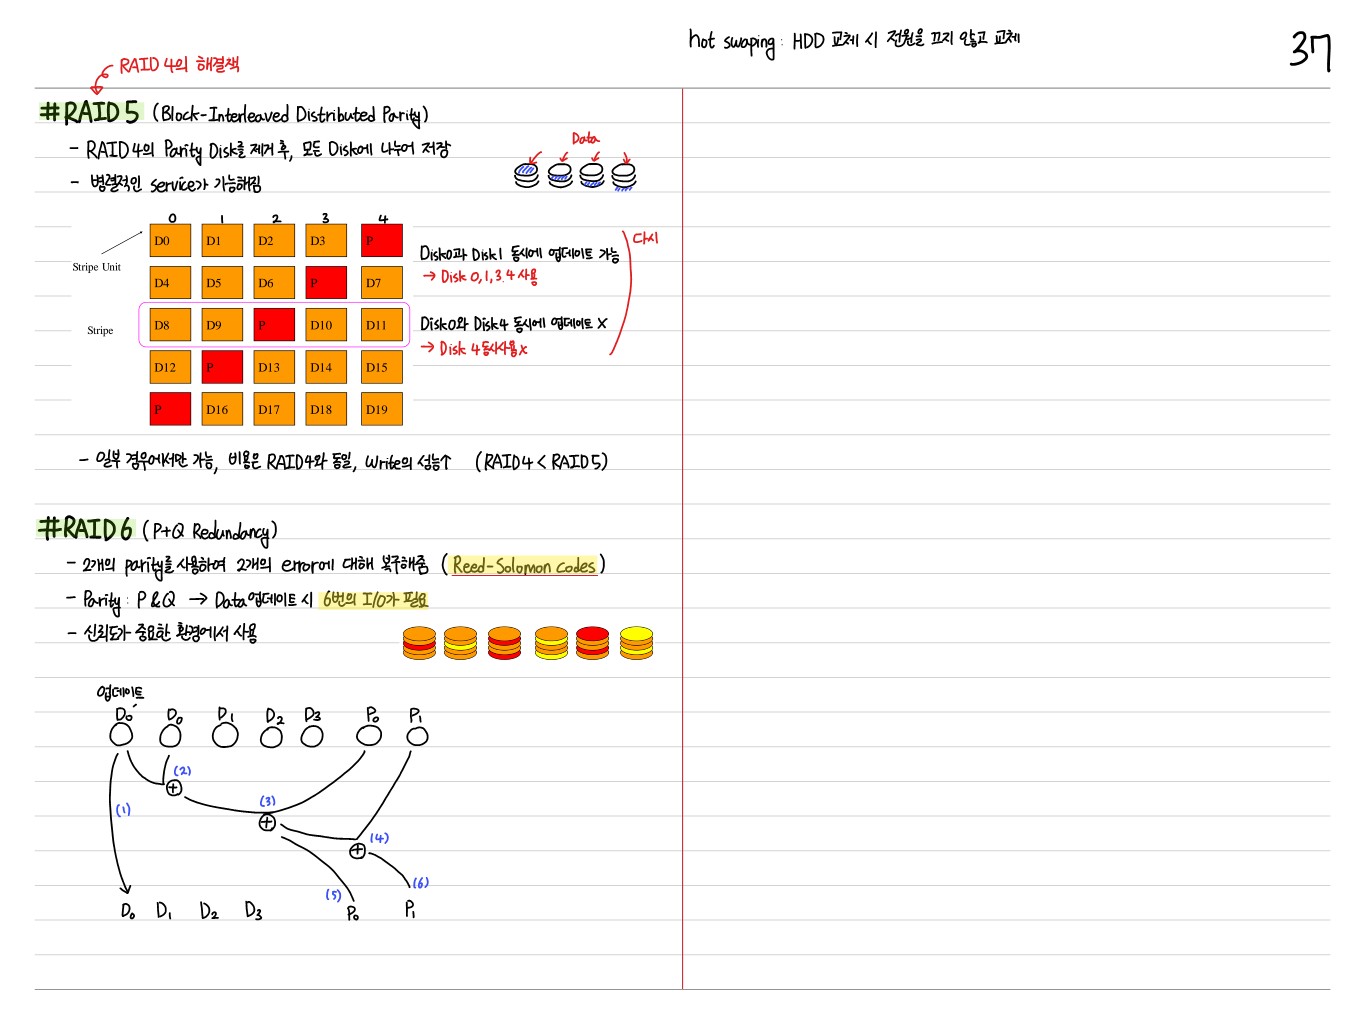 hot swaping : HDD 교체 시 전원을 끄지 않고 교체
37
RAID 4의 해결책
#RAID 5 (Block-Interleaved Distributed Parity)
- RAID 4의 Parity Disk를 제거 후, 모든 Disk에 나누어 저장
- 병렬적인 service가 가능해짐
Data
0 1 2 3 4
D0 D1 D2 D3 P
Stripe Unit
D4 D5 D6 P D7
Stripe
D8 D9 P D10 D11
D12 P D13 D14 D15
P D16 D17 D18 D19
Disk0과 Disk1 동시에 업데이트 가능
→ Disk 0,1,3,4 사용
다시
Disk0와 Disk4 동시에 업데이트 X
→ Disk 4 동시사용 X
- 일부 경우에서만 가능, 비용은 RAID4와 동일, Write의 성능↑ (RAID4 < RAID5)
#RAID 6 (P+Q Redundancy)
- 2개의 parity를 사용하여 2개의 error에 대해 복구해줌 (Reed-Solomon codes)
- Parity : P & Q → Data 업데이트 시 6번의 I/O가 필요
- 신뢰도가 중요한 환경에서 사용
업데이트
D₀' D₀ D₁ D₂ D₃ P₀ P₁
(2)
(1)
(3)
(4)
(5)
(6)
D₀ D₁ D₂ D₃ P₀ P₁